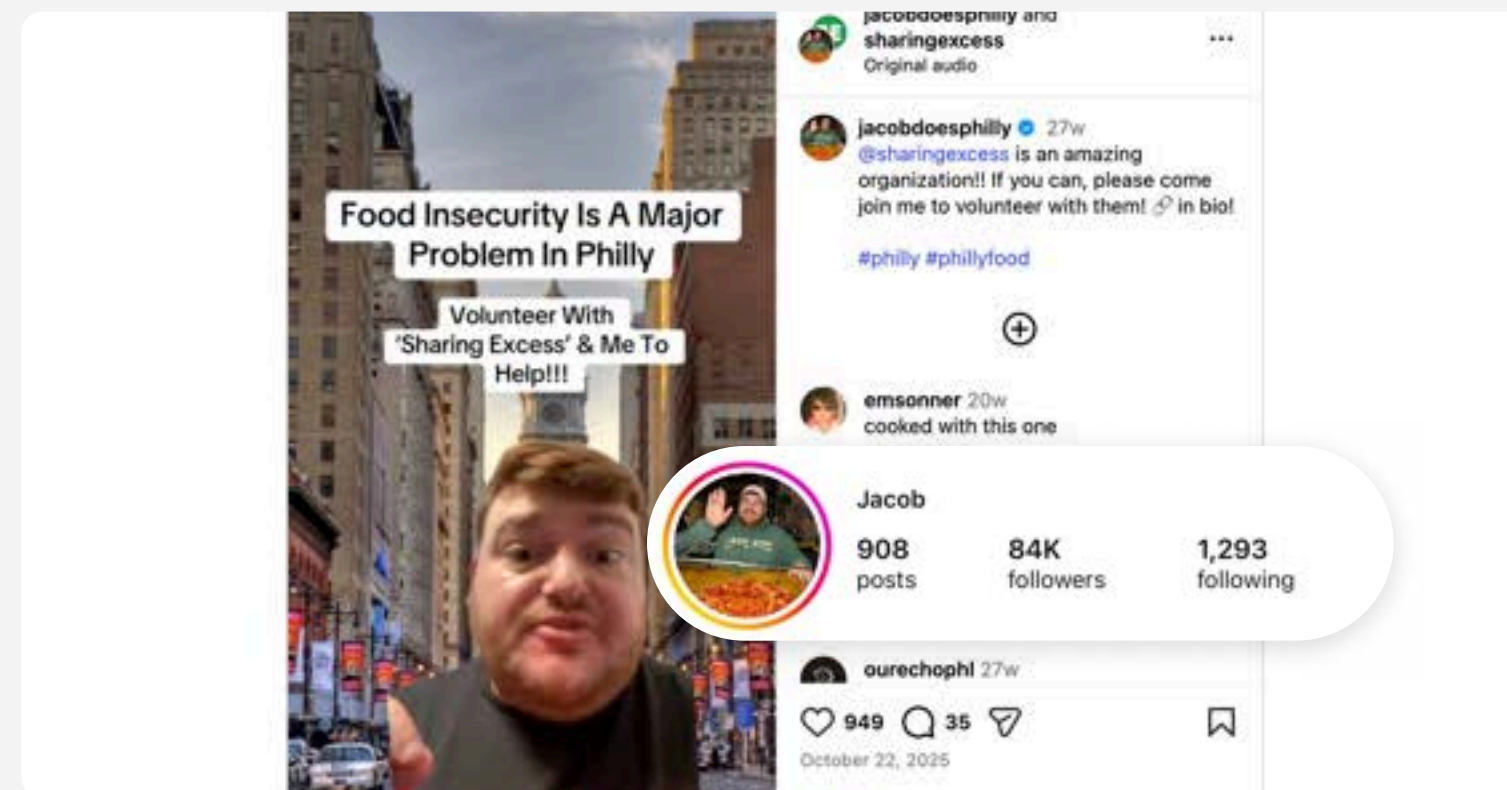 Food Insecurity Is A Major
Problem In Philly
Volunteer With
‘Sharing Excess’ & Me To
Help!!!
jacobdoesphilly and
sharingexcess
Original audio
jacobdoesphilly 27w
@sharingexcess is an amazing
organization!! If you can, please come
join me to volunteer with them! 🔗 in bio!
#philly #phillyfood
emsonner 20w
cooked with this one
Jacob
908 84K 1,293
posts followers following
ourechophl 27w
949 35
October 22, 2025